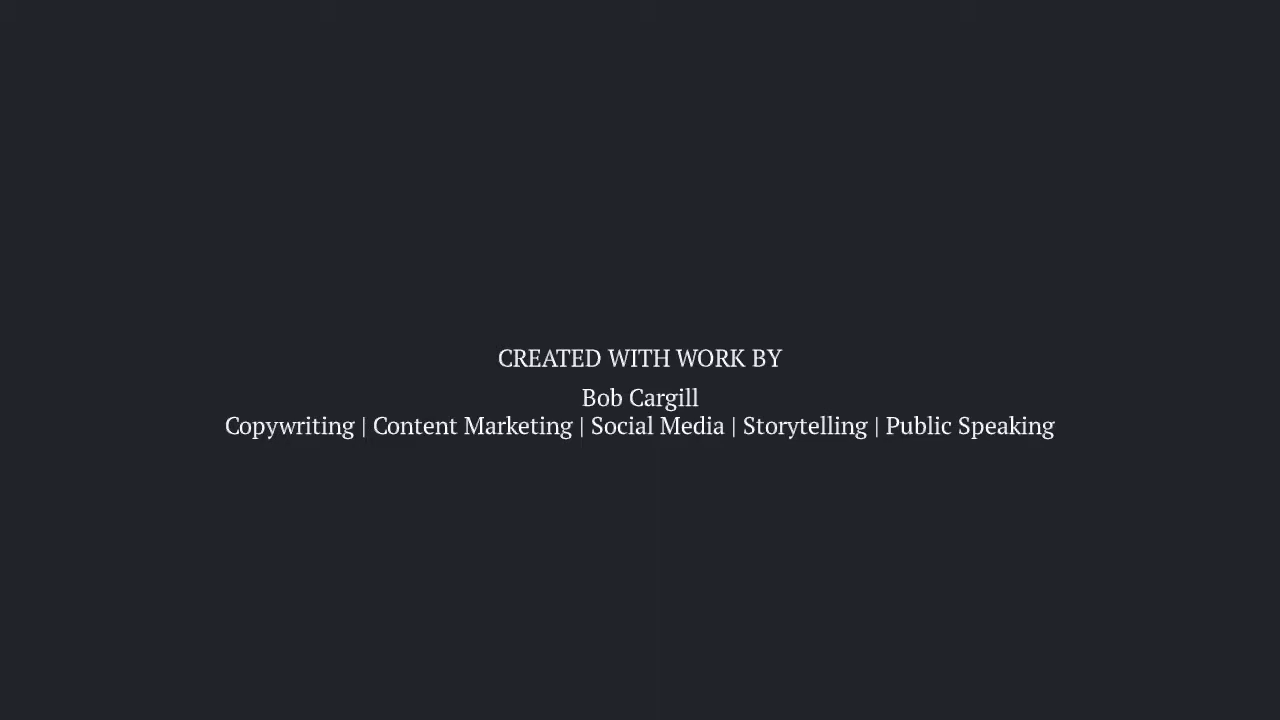 CREATED WITH WORK BY
Bob Cargill
Copywriting | Content Marketing | Social Media | Storytelling | Public Speaking